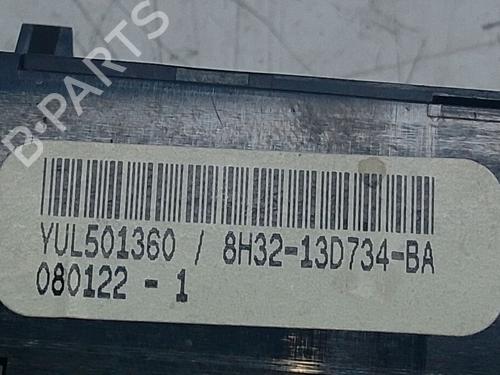 B-PARTS
YUL501360 / 8H32-13D734-BA
080122 - 1